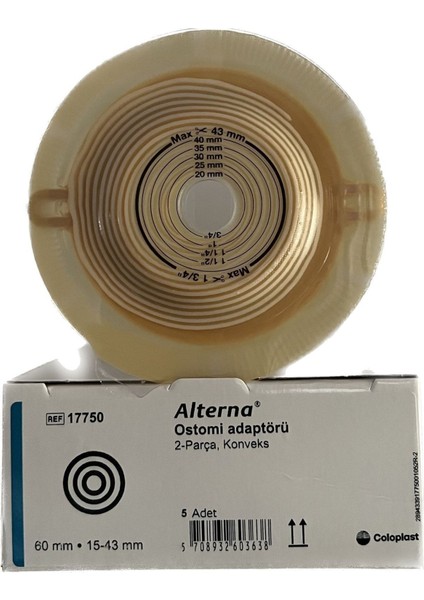 Max ✂ 43 mm
40 mm
35 mm
30 mm
25 mm
20 mm
3/4"
1"
1 1/4"
1 1/2"
Max ✂ 1 3/4"
REF 17750
Alterna®
Ostomi adaptörü
2-Parça, Konveks
5 Adet
5 708932 603638
60 mm • 15-43 mm
Coloplast